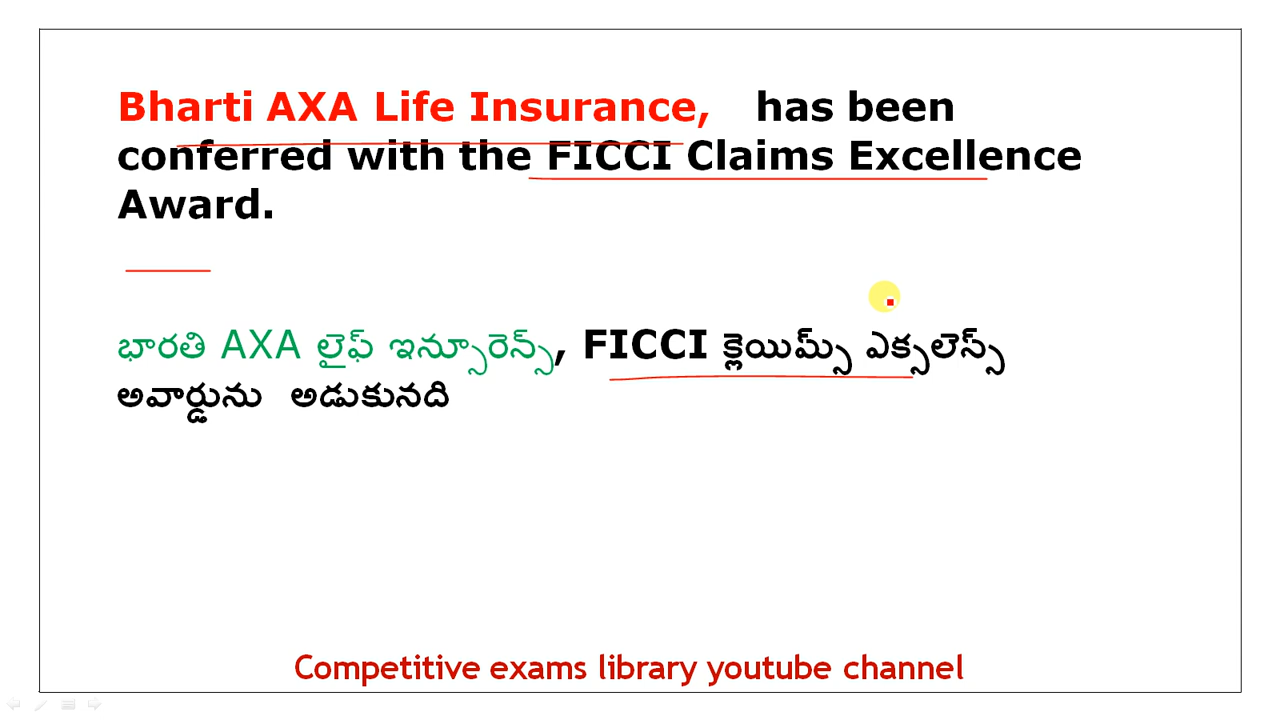 Bharti AXA Life Insurance, has been
conferred with the FICCI Claims Excellence
Award.
భారతి AXA లైఫ్ ఇన్సూరెన్స్, FICCI క్లెయిమ్స్ ఎక్సలెన్స్
అవార్డును అడుకునది
Competitive exams library youtube channel